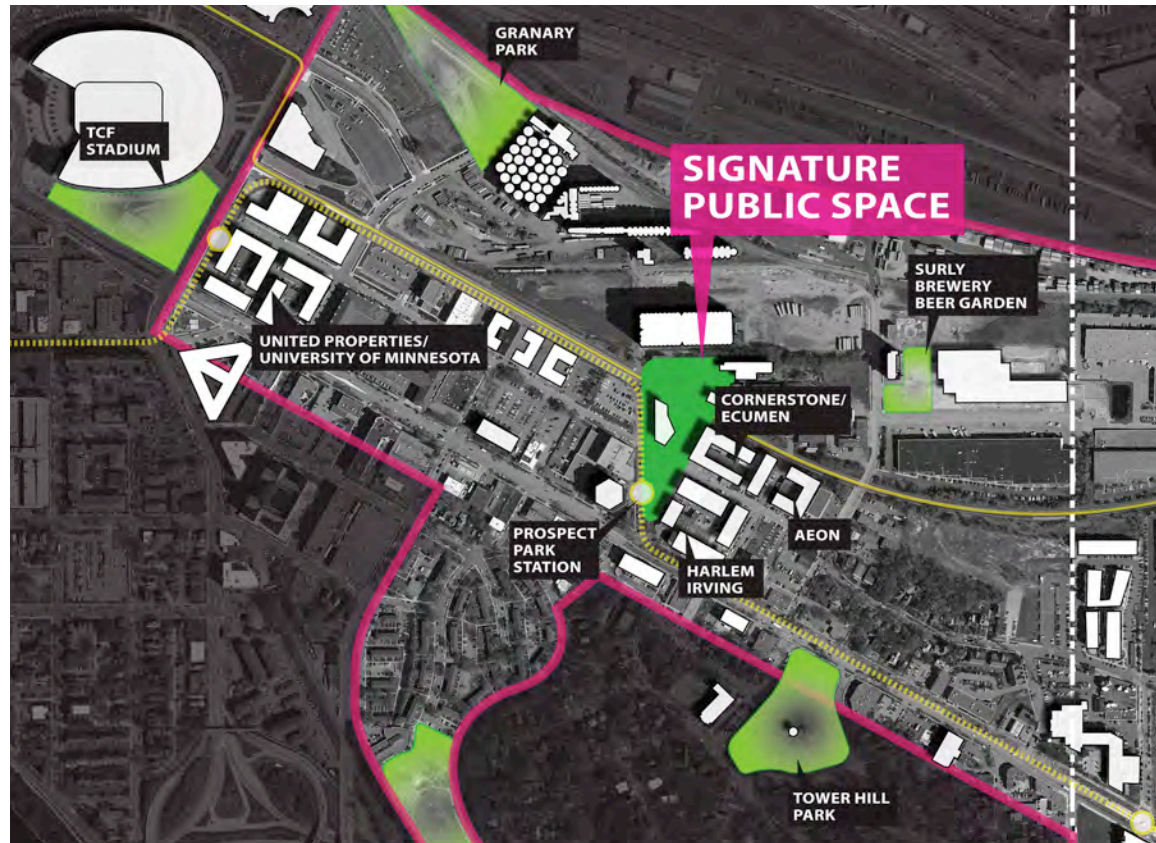 GRANARY
PARK
TCF
STADIUM
SIGNATURE
PUBLIC SPACE
SURLY
BREWERY
BEER GARDEN
UNITED PROPERTIES/
UNIVERSITY OF MINNESOTA
CORNERSTONE/
ECUMEN
PROSPECT
PARK
STATION
AEON
HARLEM
IRVING
TOWER HILL
PARK